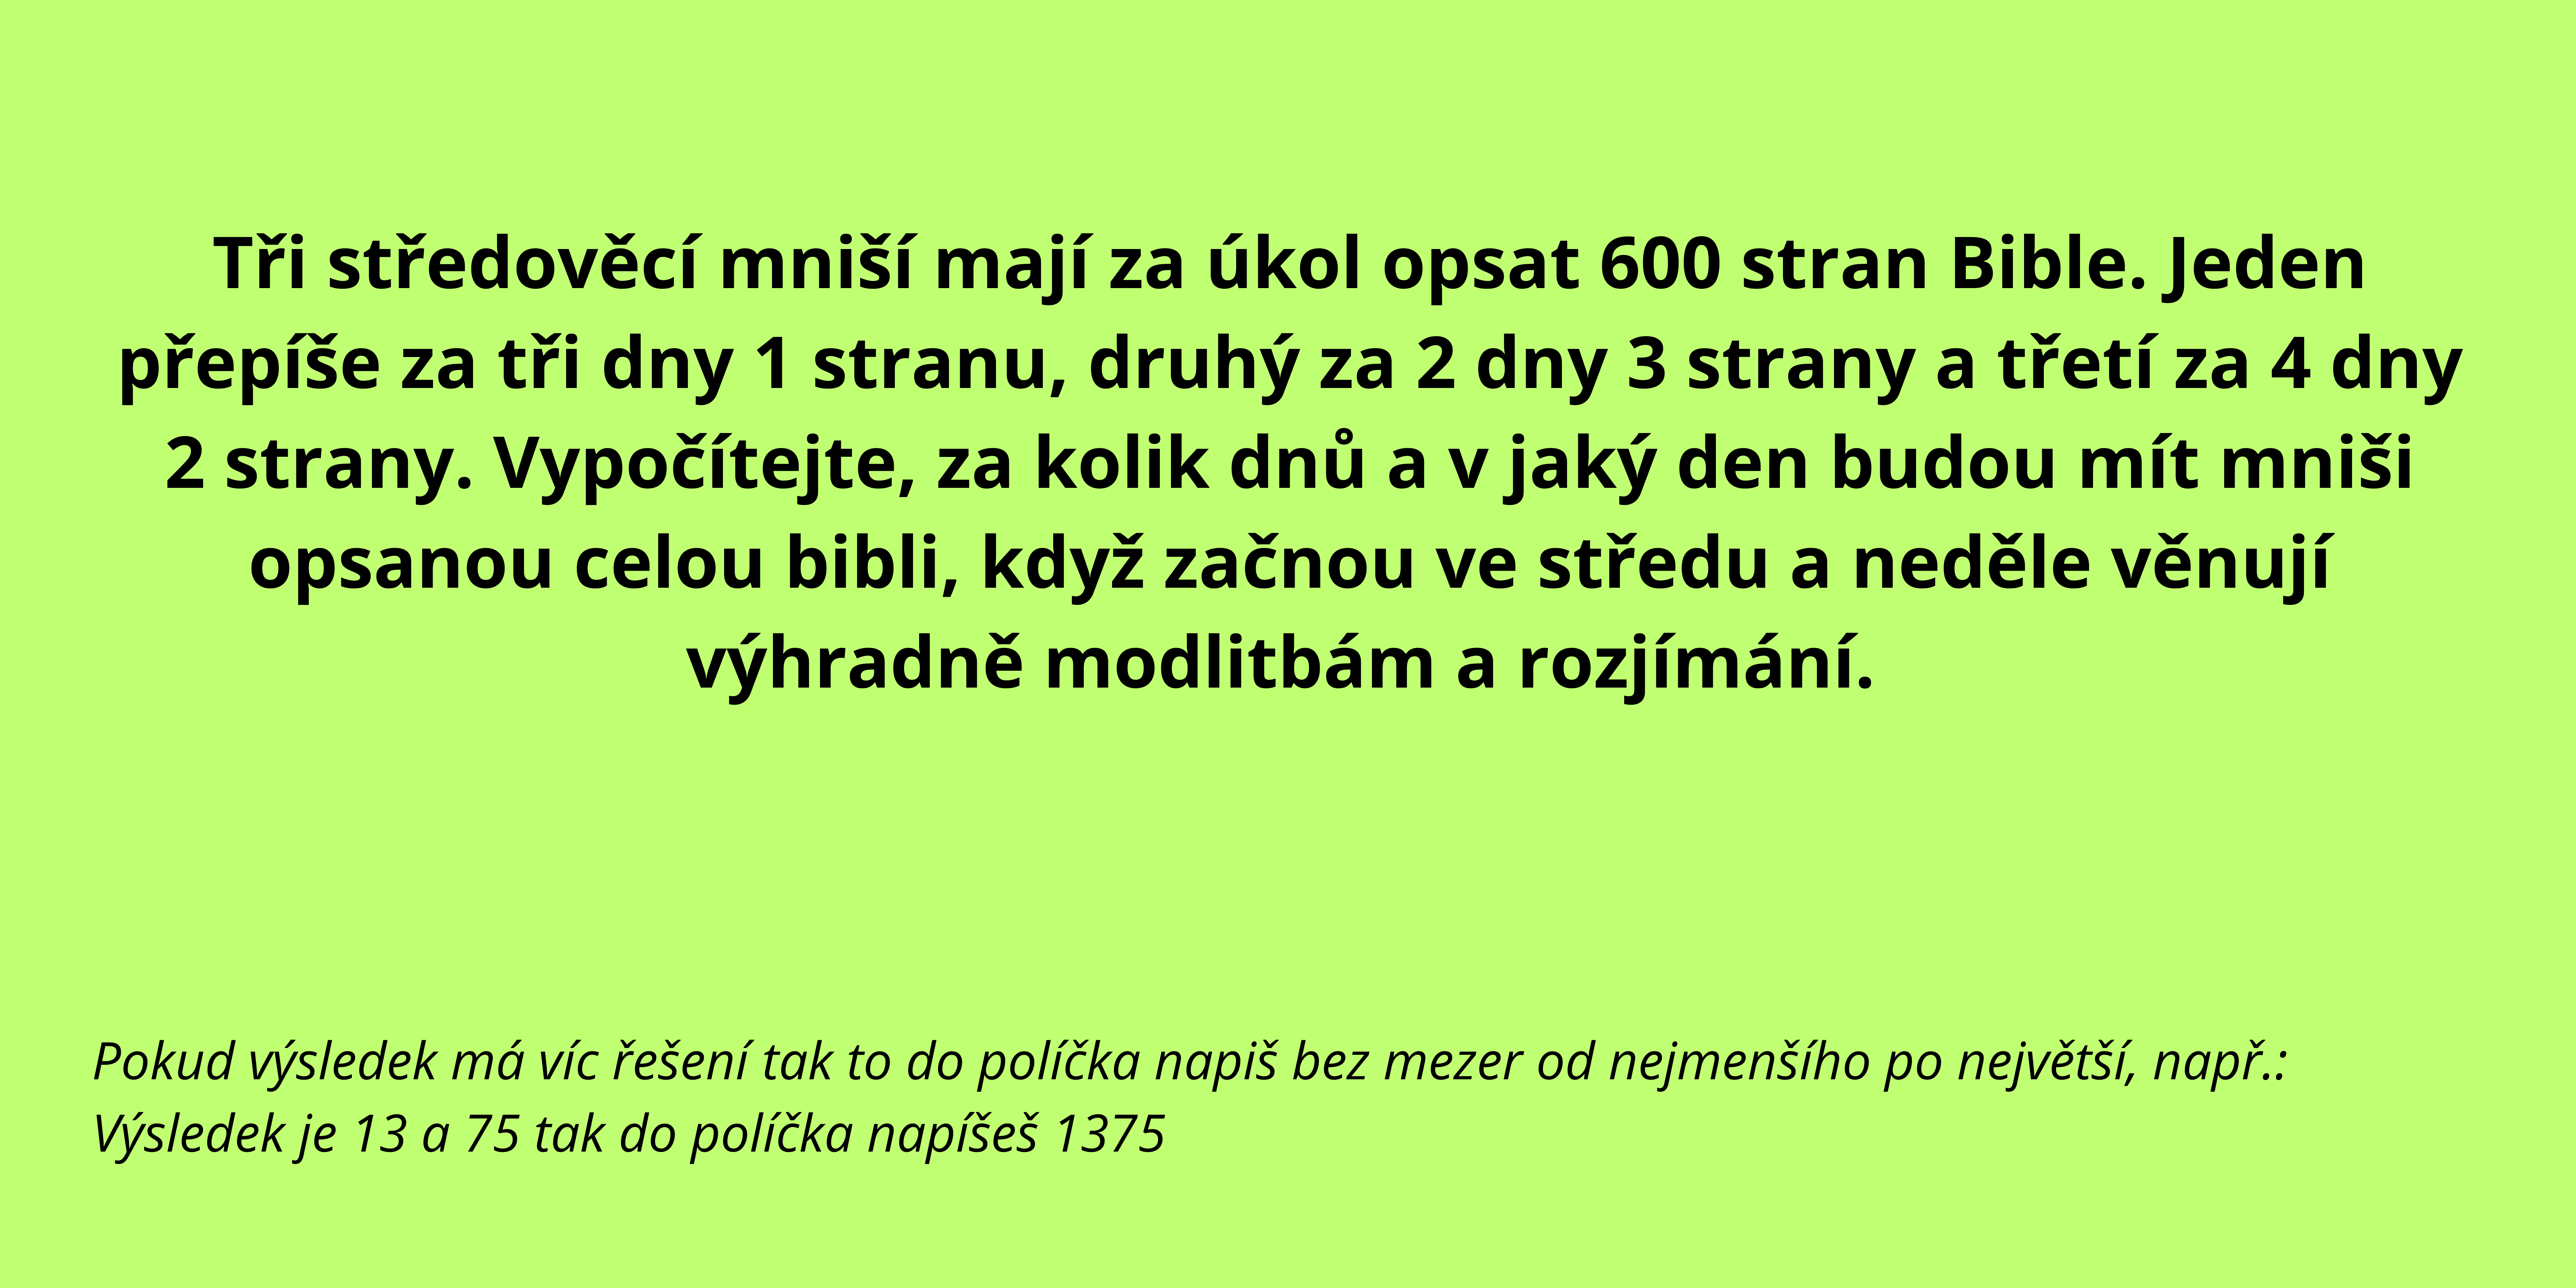 Tři středověcí mniší mají za úkol opsat 600 stran Bible. Jeden
přepíše za tři dny 1 stranu, druhý za 2 dny 3 strany a třetí za 4 dny
2 strany. Vypočítejte, za kolik dnů a v jaký den budou mít mniši
opsanou celou bibli, když začnou ve středu a neděle věnují
výhradně modlitbám a rozjímání.
Pokud výsledek má víc řešení tak to do políčka napiš bez mezer od nejmenšího po největší, např.:
Výsledek je 13 a 75 tak do políčka napíšeš 1375